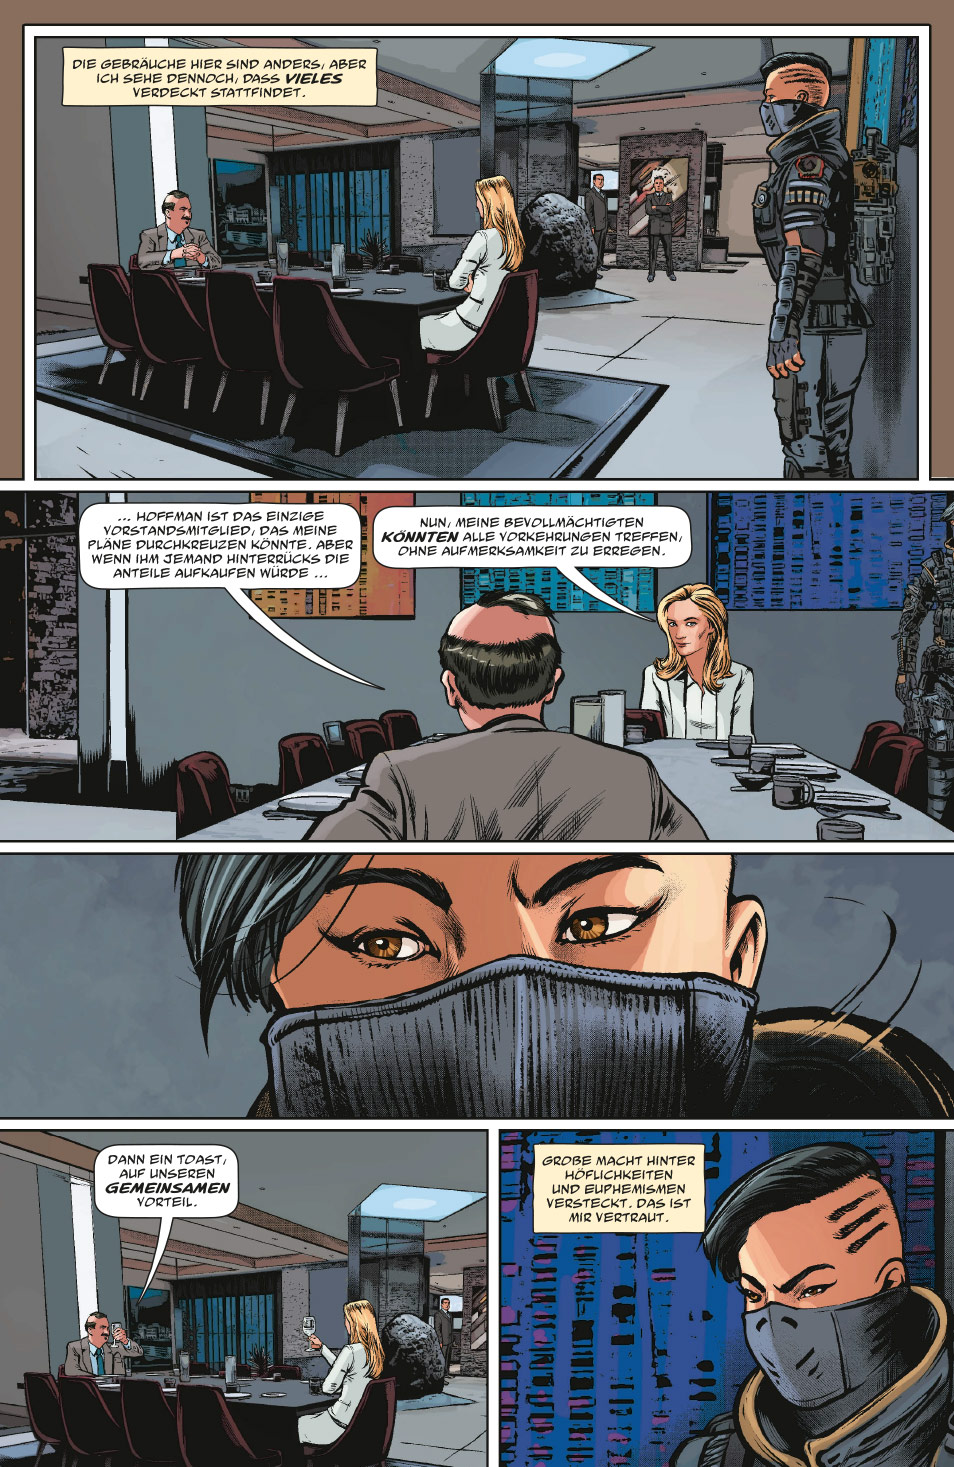 DIE GEBRÄUCHE HIER SIND ANDERS, ABER
ICH SEHE DENNOCH, DASS VIELES
VERDECKT STATTFINDET.
... HOFFMAN IST DAS EINZIGE
VORSTANDSMITGLIED, DAS MEINE
PLÄNE DURCHKREUZEN KÖNNTE. ABER
WENN IHM JEMAND HINTERRÜCKS DIE
ANTEILE AUFKAUFEN WÜRDE ...
NUN, MEINE BEVOLLMÄCHTIGTEN
KÖNNTEN ALLE VORKEHRUNGEN TREFFEN,
OHNE AUFMERKSAMKEIT ZU ERREGEN.
DANN EIN TOAST,
AUF UNSEREN
GEMEINSAMEN
VORTEIL.
GROßE MACHT HINTER
HÖFLICHKEITEN
UND EUPHEMISMEN
VERSTECKT. DAS IST
MIR VERTRAUT.